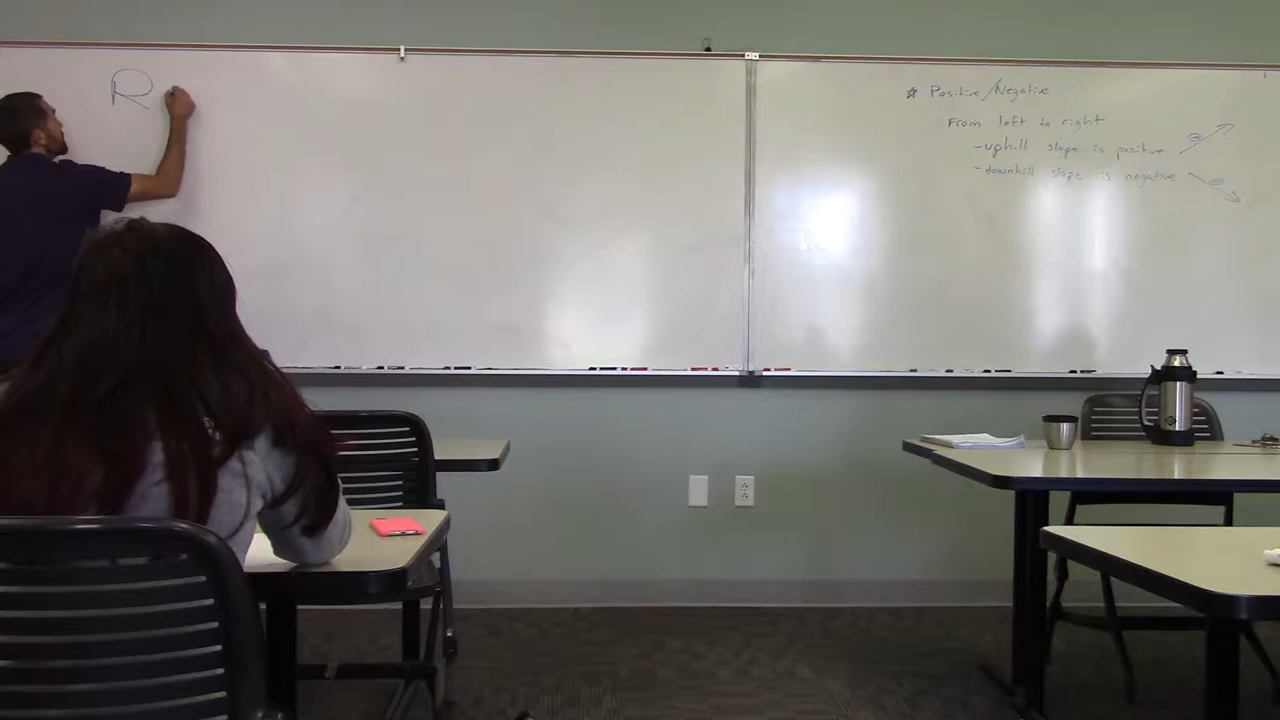 R
* Positive/Negative
From left to right
-uphill slope is positive
-downhill slope is negative